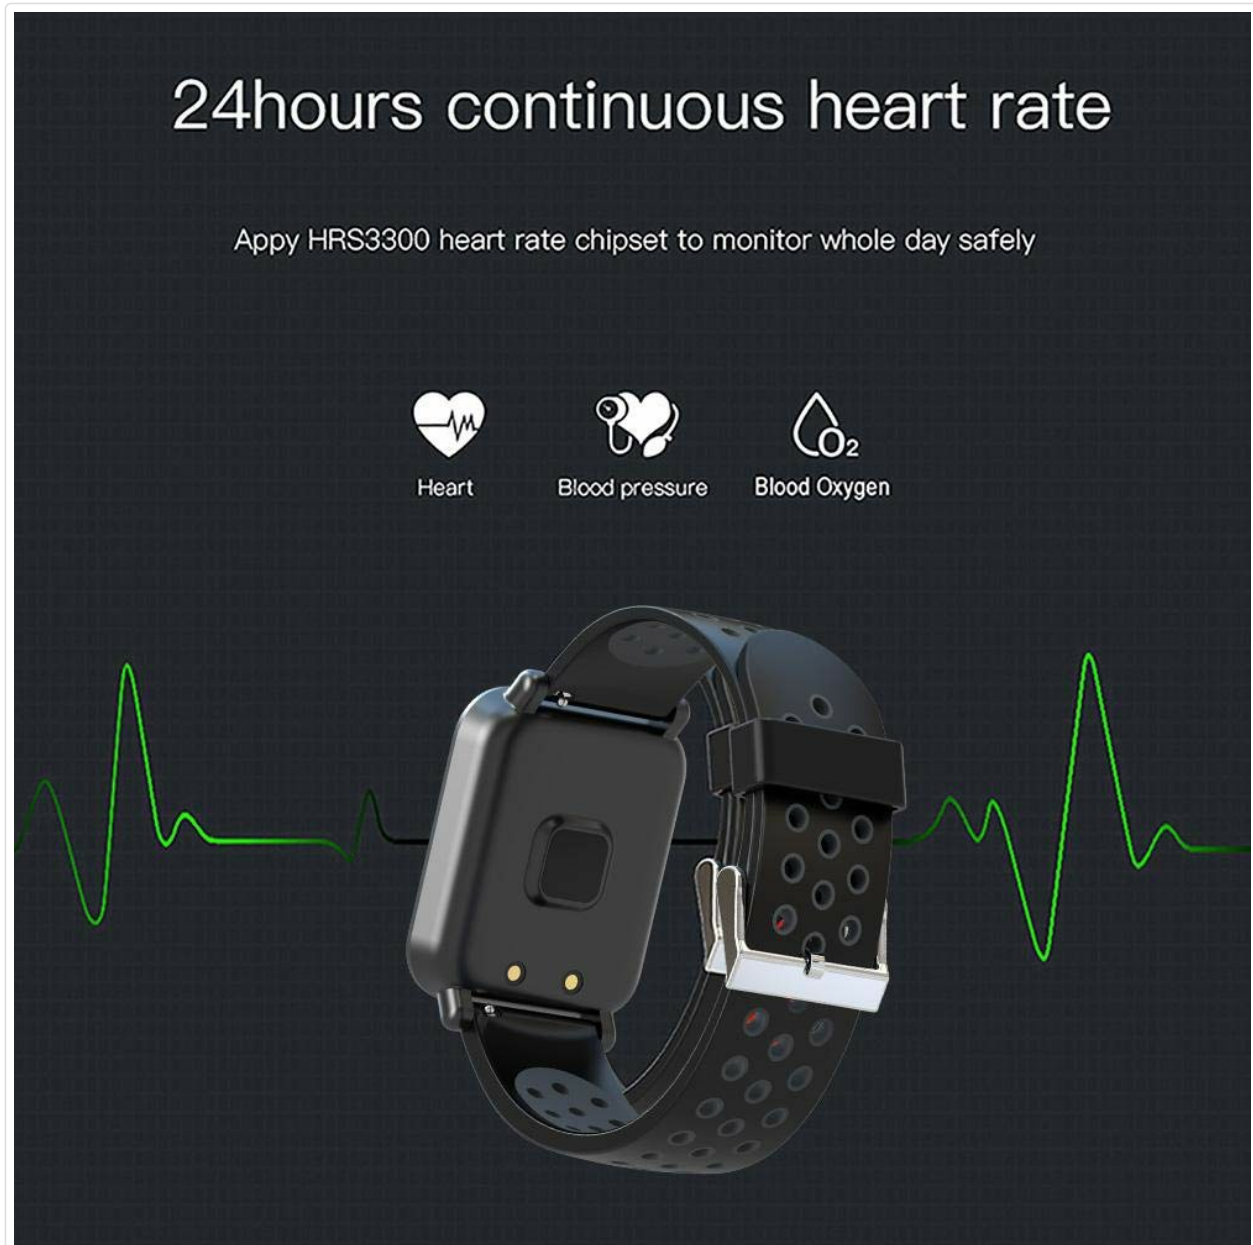 24hours continuous heart rate
Appy HRS3300 heart rate chipset to monitor whole day safely
O2
Heart Blood pressure Blood Oxygen